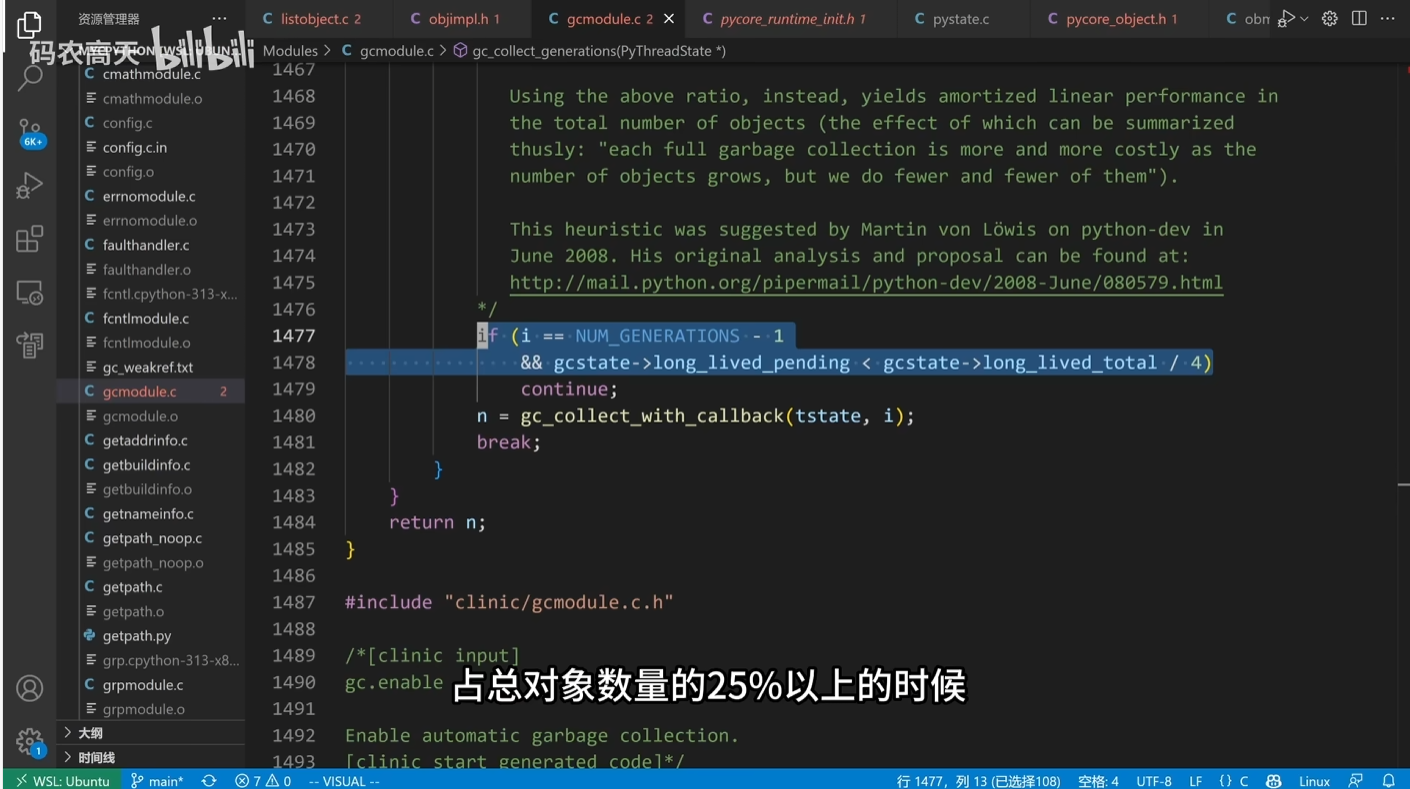 资源管理器
listobject.c 2
objimpl.h 1
gcmodule.c 2
pycore_runtime_init.h 1
pystate.c
pycore_object.h 1
码农高天 bilibili
Modules > gcmodule.c > gc_collect_generations(PyThreadState *)
cmathmodule.c
cmathmodule.o
config.c
config.c.in
config.o
errnomodule.c
errnomodule.o
faulthandler.c
faulthandler.o
fcntl.cpython-313-x...
fcntlmodule.c
fcntlmodule.o
gc_weakref.txt
gcmodule.c 2
gcmodule.o
getaddrinfo.c
getbuildinfo.c
getbuildinfo.o
getnameinfo.c
getpath_noop.c
getpath_noop.o
getpath.c
getpath.o
getpath.py
grp.cpython-313-x8...
grpmodule.c
grpmodule.o
大纲
时间线
6K+
1
1467
1468 Using the above ratio, instead, yields amortized linear performance in
1469 the total number of objects (the effect of which can be summarized
1470 thusly: "each full garbage collection is more and more costly as the
1471 number of objects grows, but we do fewer and fewer of them").
1472
1473 This heuristic was suggested by Martin von Löwis on python-dev in
1474 June 2008. His original analysis and proposal can be found at:
1475 http://mail.python.org/pipermail/python-dev/2008-June/080579.html
1476 */
1477 if (i == NUM_GENERATIONS - 1
1478 && gcstate->long_lived_pending < gcstate->long_lived_total / 4)
1479 continue;
1480 n = gc_collect_with_callback(tstate, i);
1481 break;
1482 }
1483 }
1484 return n;
1485 }
1486
1487 #include "clinic/gcmodule.c.h"
1488
1489 /*[clinic input]
1490 gc.enable
占总对象数量的25%以上的时候
1491
1492 Enable automatic garbage collection.
1493 [clinic start generated code]*/
WSL: Ubuntu main* 7 0 -- VISUAL -- 行 1477，列 13 (已选择108) 空格: 4 UTF-8 LF {} C Linux